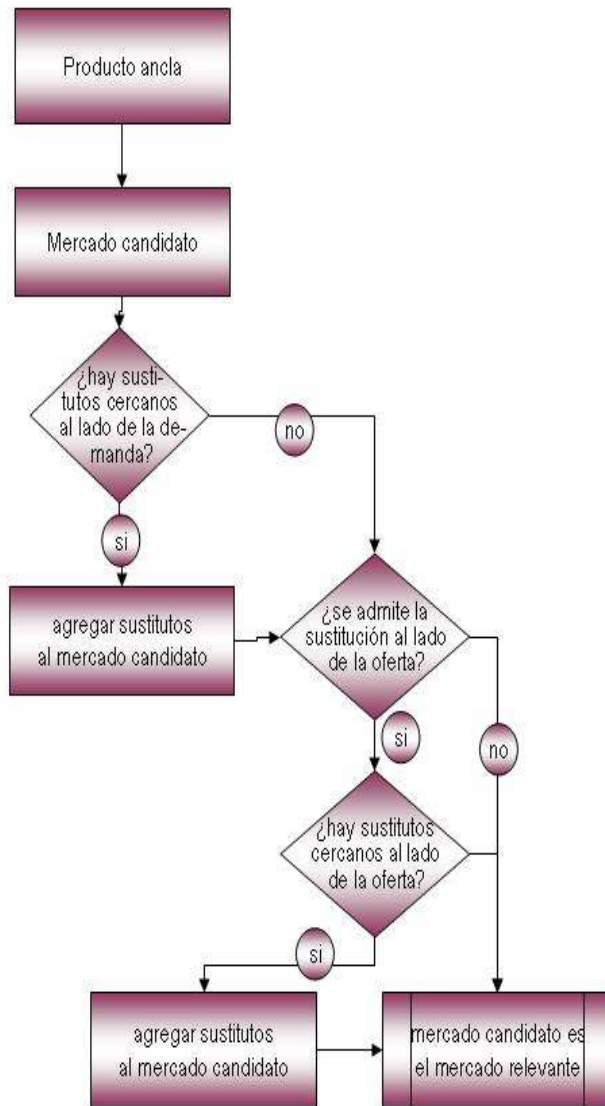 Producto ancla
Mercado candidato
¿hay susti-
tutos cercanos
al lado de la de-
manda?
no
si
agregar sustitutos
al mercado candidato
¿se admite la
sustitución al lado
de la oferta?
si
no
¿hay sustitutos
cercanos al lado
de la oferta?
si
agregar sustitutos
al mercado candidato
mercado candidato es
el mercado relevante